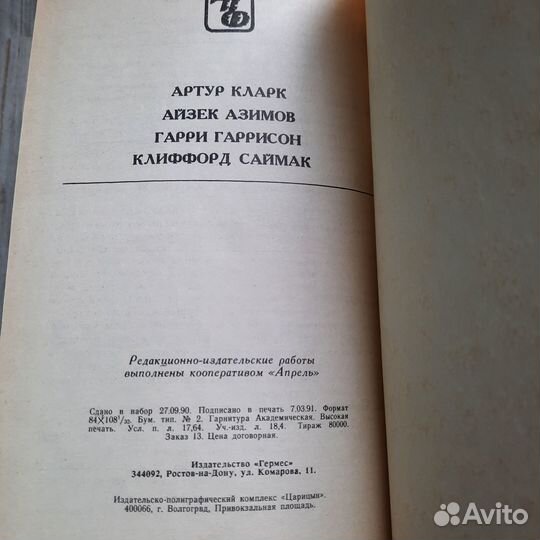 НФ
АРТУР КЛАРК
АЙЗЕК АЗИМОВ
ГАРРИ ГАРРИСОН
КЛИФФОРД САЙМАК
Редакционно-издательские работы
выполнены кооперативом «Апрель»
Сдано в набор 27.09.90. Подписано в печать 7.03.91. Формат
84×108¹/₃₂. Бум. тип. № 2. Гарнитура Академическая. Высокая
печать. Усл. п. л. 17,64. Уч.-изд. л. 18,4. Тираж 80000.
Заказ 13. Цена договорная.
Издательство «Гермес»
344092, Ростов-на-Дону, ул. Комарова, 11.
Издательско-полиграфический комплекс «Царицын».
400066, г. Волгоград, Привокзальная площадь.
Avito